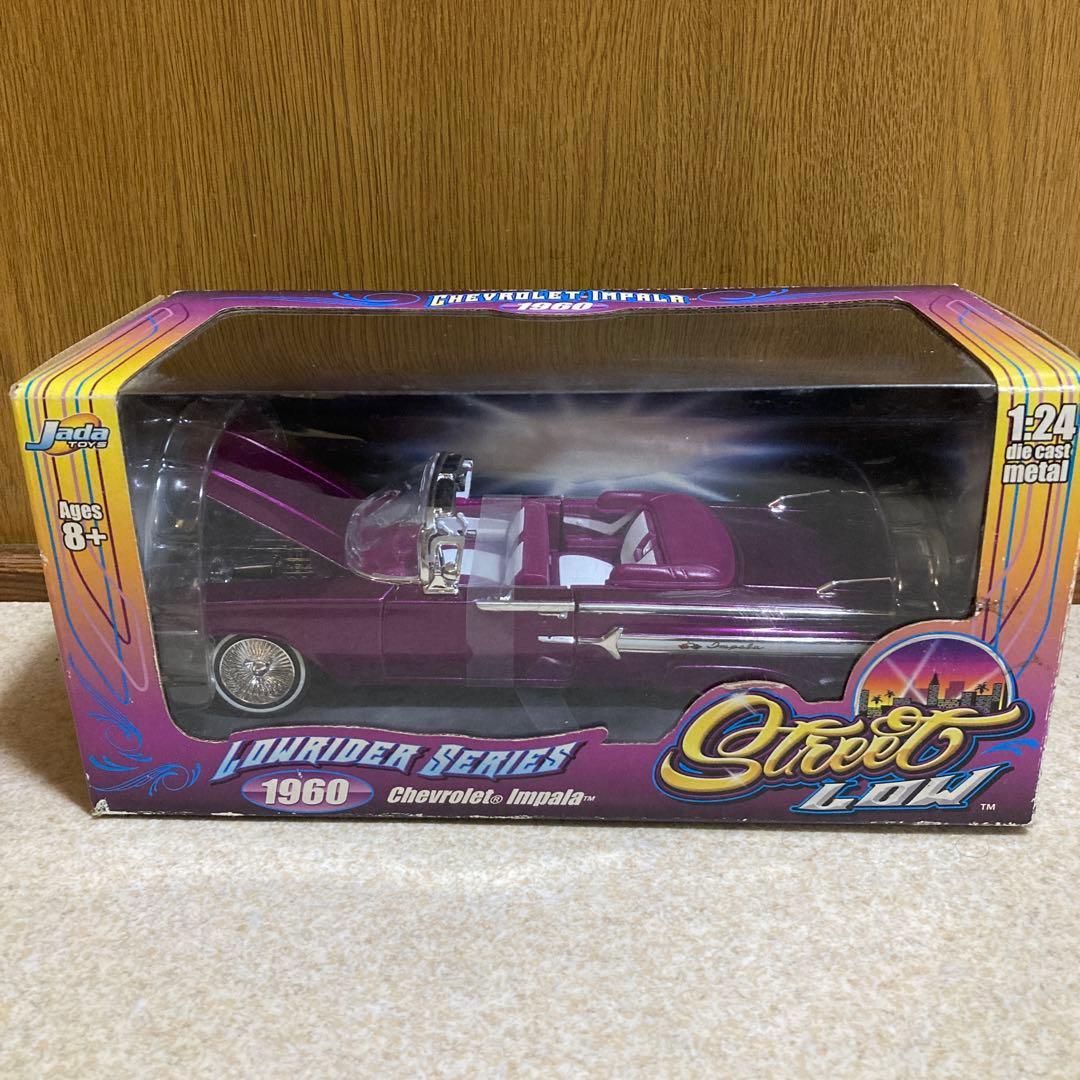 CHEVROLET IMPALA
1960
Jada
TOYS
Ages
8+
1:24
die cast
metal
Impala
LOWRIDER SERIES
1960 Chevrolet® Impala™
Street
LOW ™